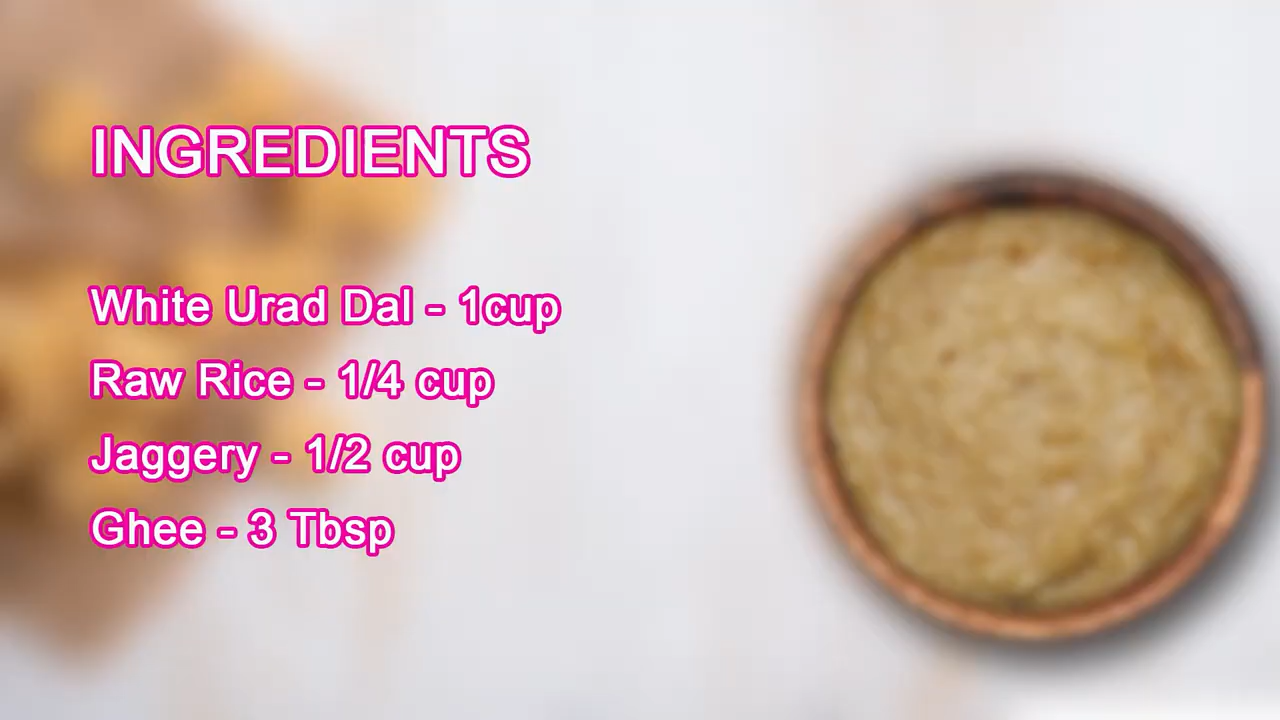 INGREDIENTS
White Urad Dal - 1cup
Raw Rice - 1/4 cup
Jaggery - 1/2 cup
Ghee - 3 Tbsp